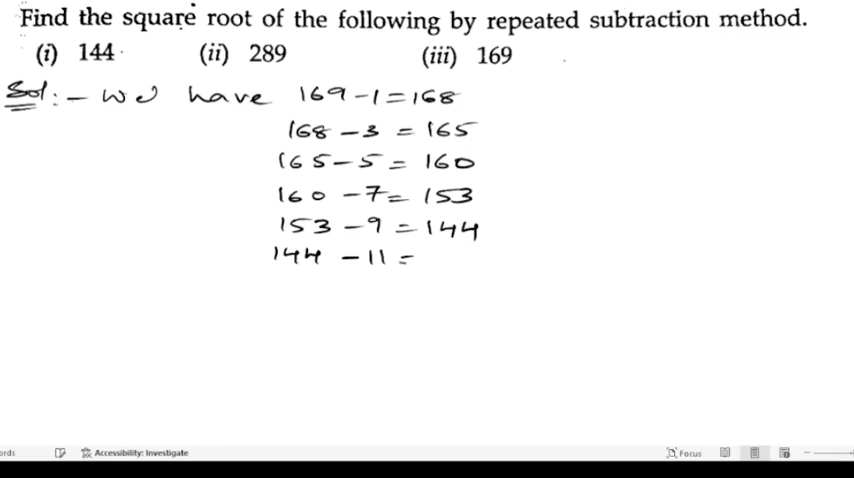 Find the square root of the following by repeated subtraction method.
(i) 144 (ii) 289 (iii) 169
Sol:- We have 169-1=168
168-3=165
165-5=160
160-7=153
153-9=144
144-11=
ords Accessibility: Investigate Focus